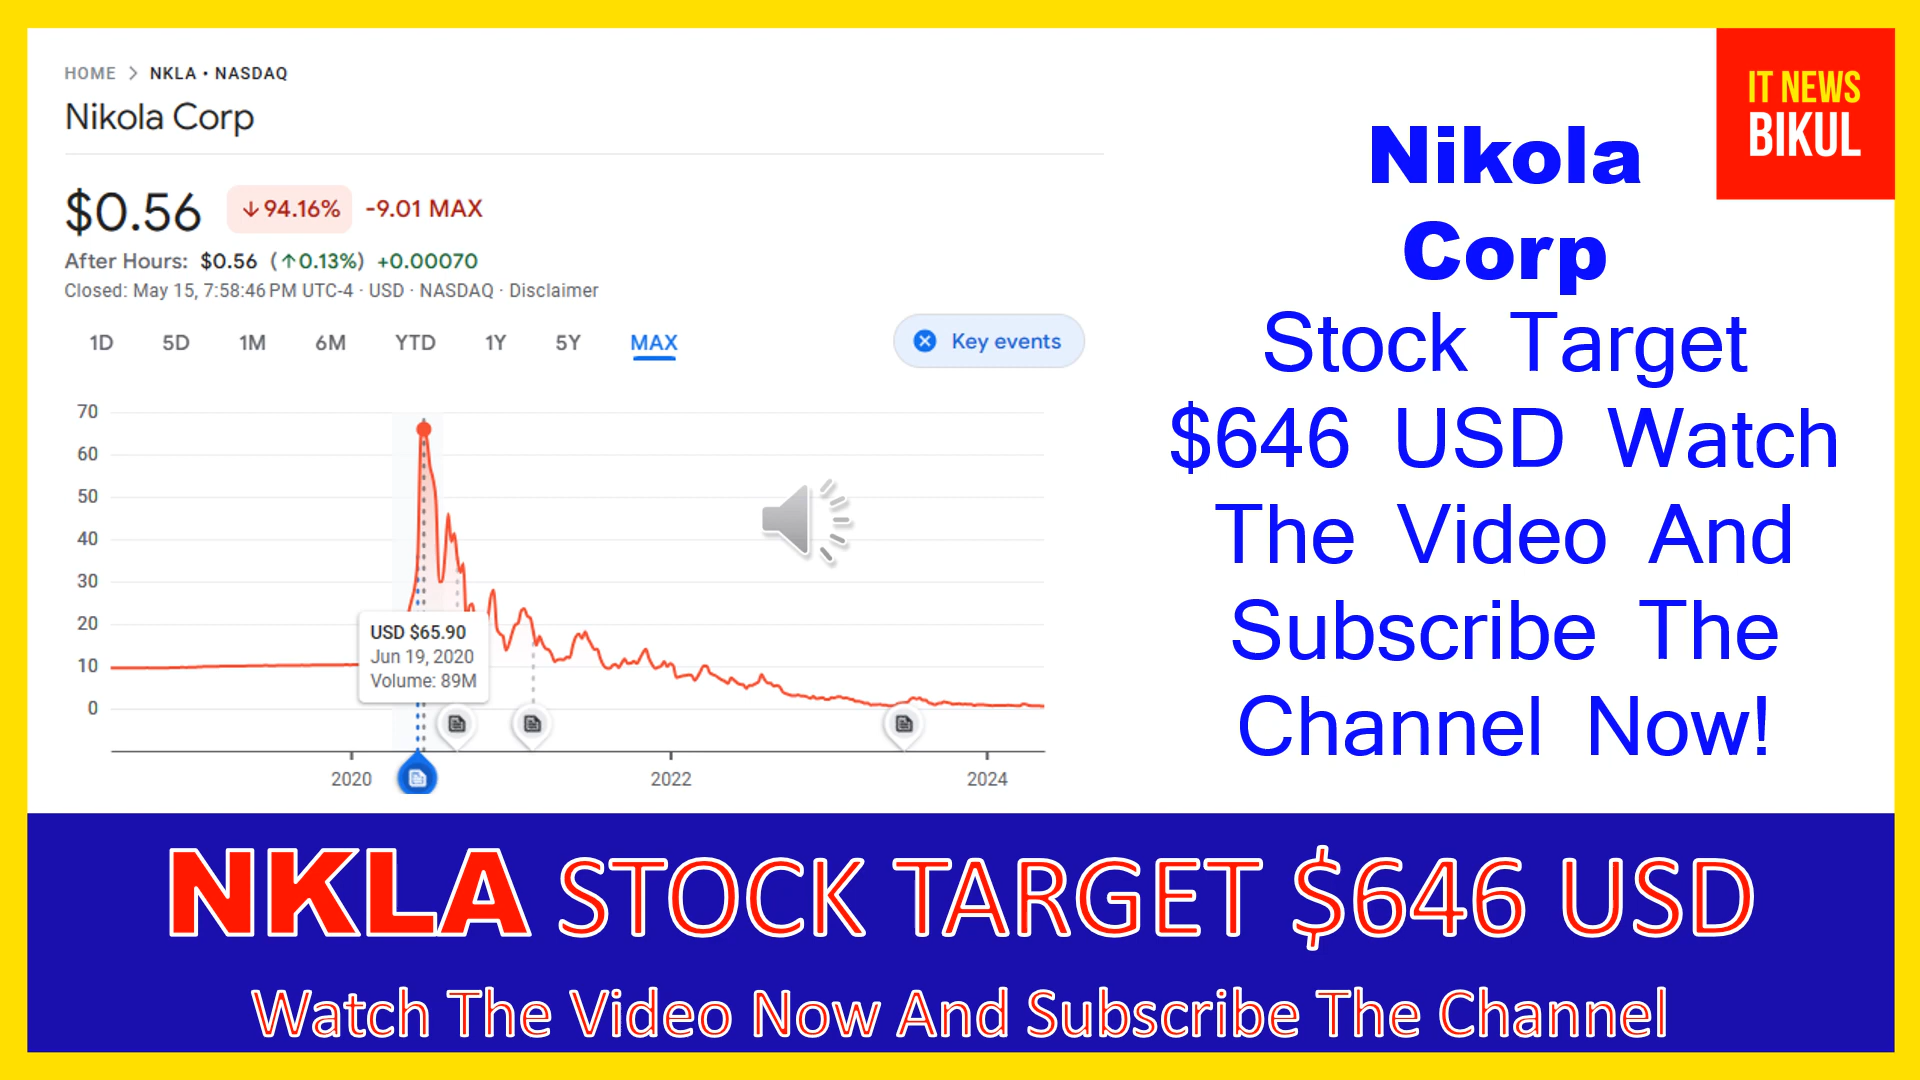 HOME > NKLA • NASDAQ
Nikola Corp
$0.56 ↓94.16% -9.01 MAX
After Hours: $0.56 (↑0.13%) +0.00070
Closed: May 15, 7:58:46 PM UTC-4 · USD · NASDAQ · Disclaimer
1D 5D 1M 6M YTD 1Y 5Y MAX
Key events
70
60
50
40
30
20
10
0
USD $65.90
Jun 19, 2020
Volume: 89M
2020 2022 2024
IT NEWS
BIKUL
Nikola
Corp
Stock Target
$646 USD Watch
The Video And
Subscribe The
Channel Now!
NKLA STOCK TARGET $646 USD
Watch The Video Now And Subscribe The Channel